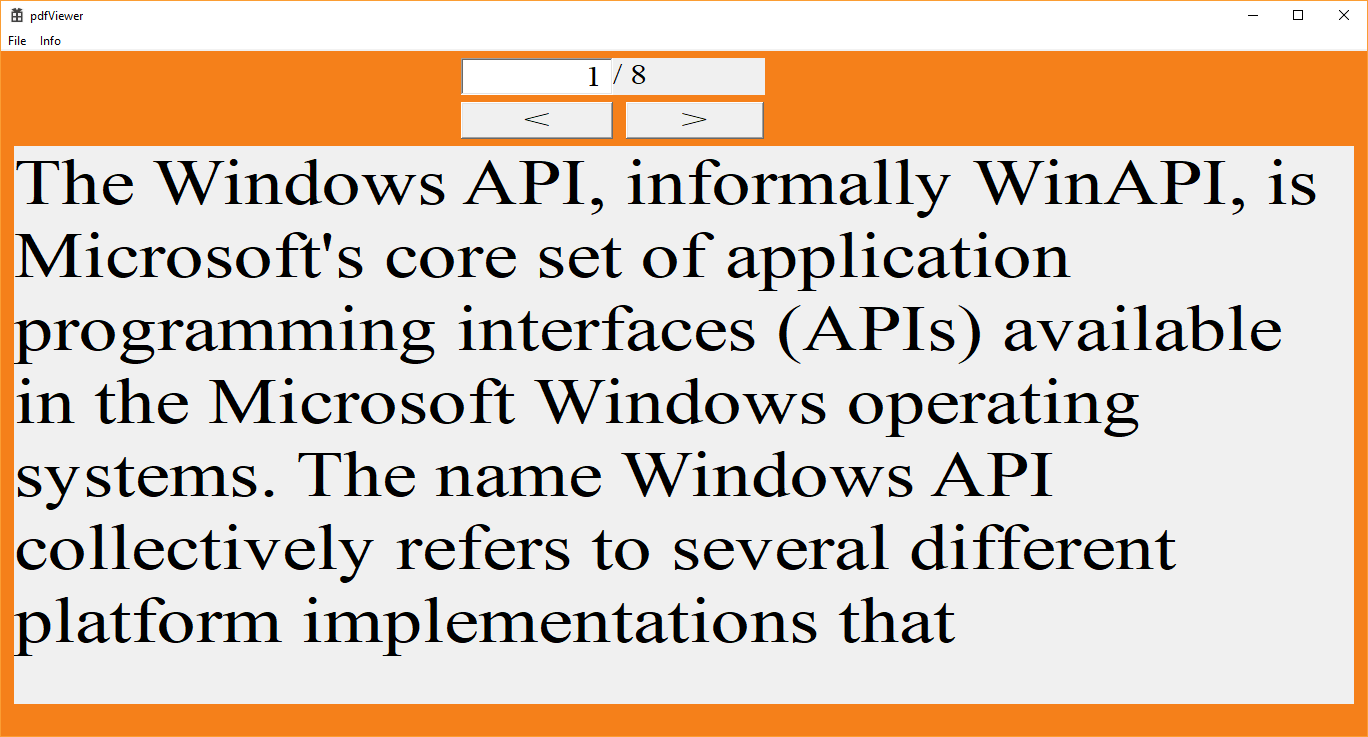 pdfViewer
File Info
1 / 8
< >
The Windows API, informally WinAPI, is
Microsoft's core set of application
programming interfaces (APIs) available
in the Microsoft Windows operating
systems. The name Windows API
collectively refers to several different
platform implementations that